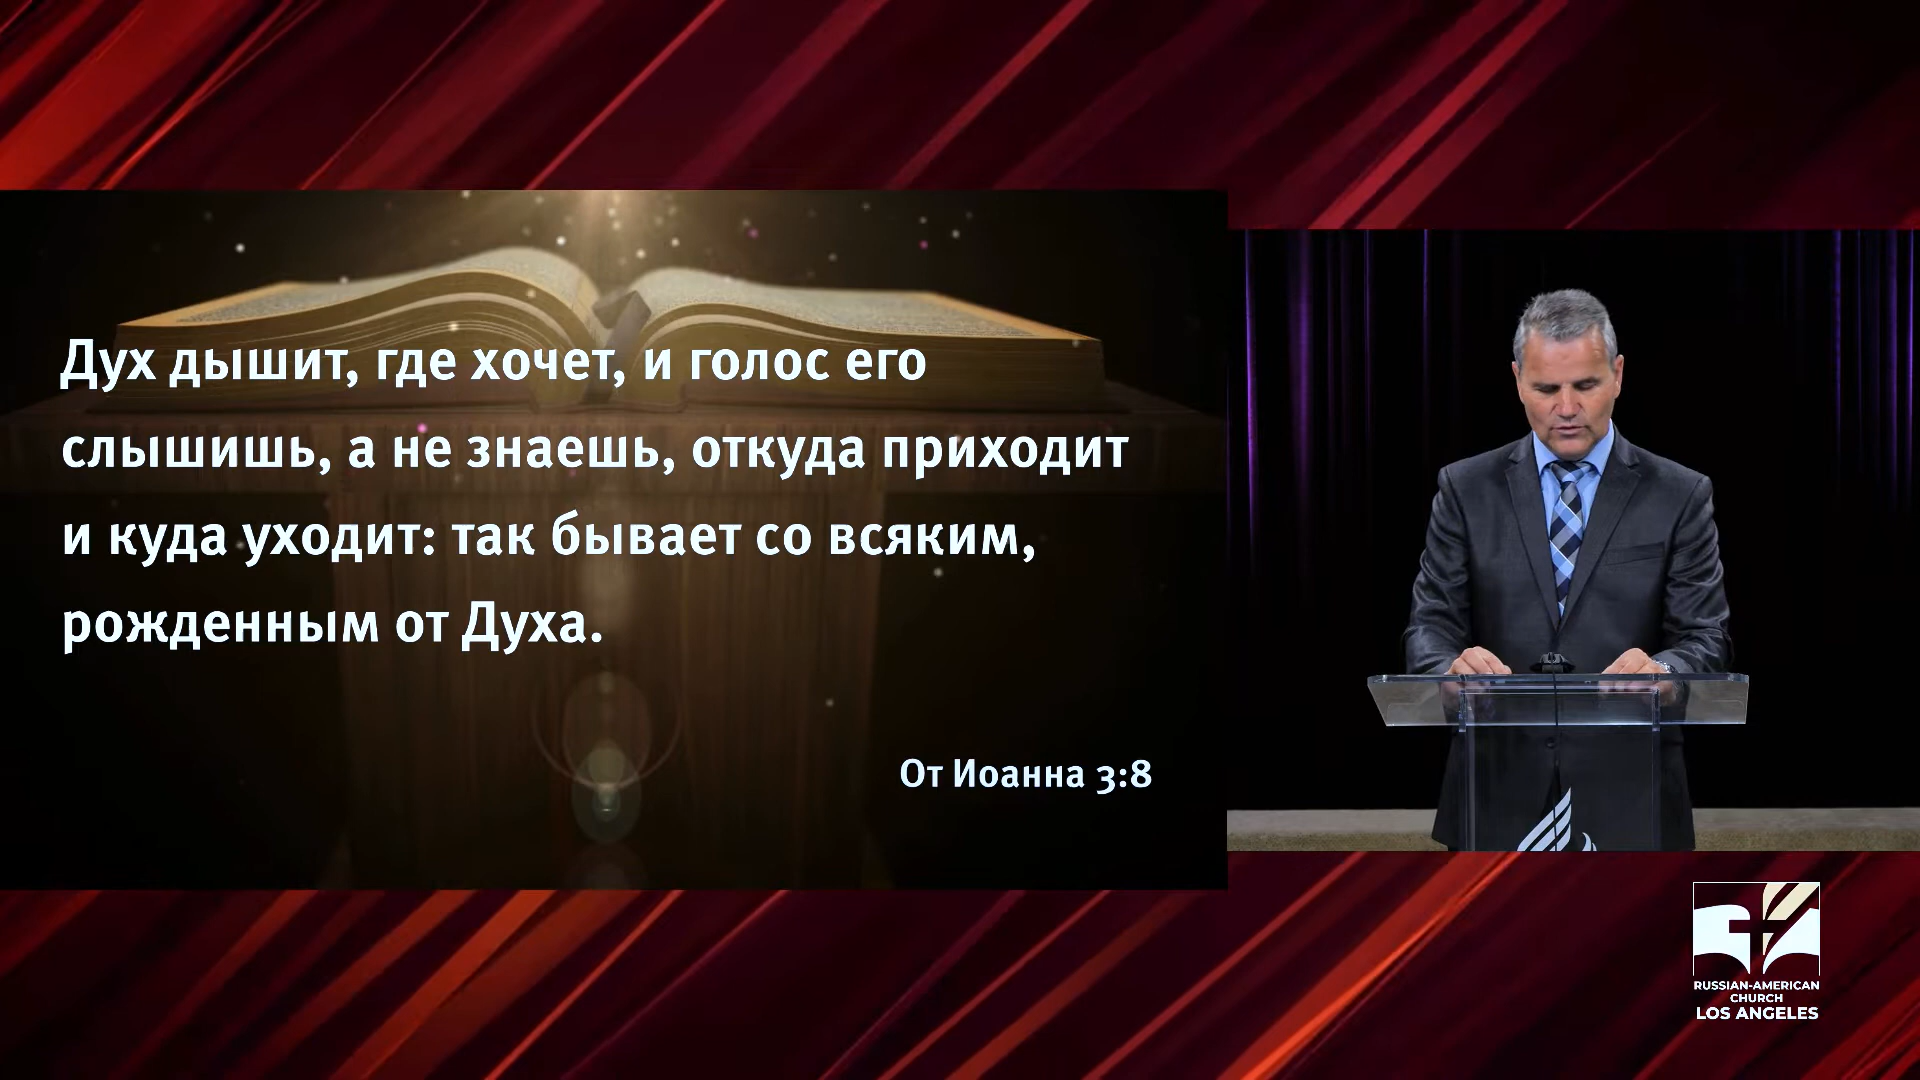 Дух дышит, где хочет, и голос его
слышишь, а не знаешь, откуда приходит
и куда уходит: так бывает со всяким,
рожденным от Духа.
От Иоанна 3:8
RUSSIAN-AMERICAN
CHURCH
LOS ANGELES